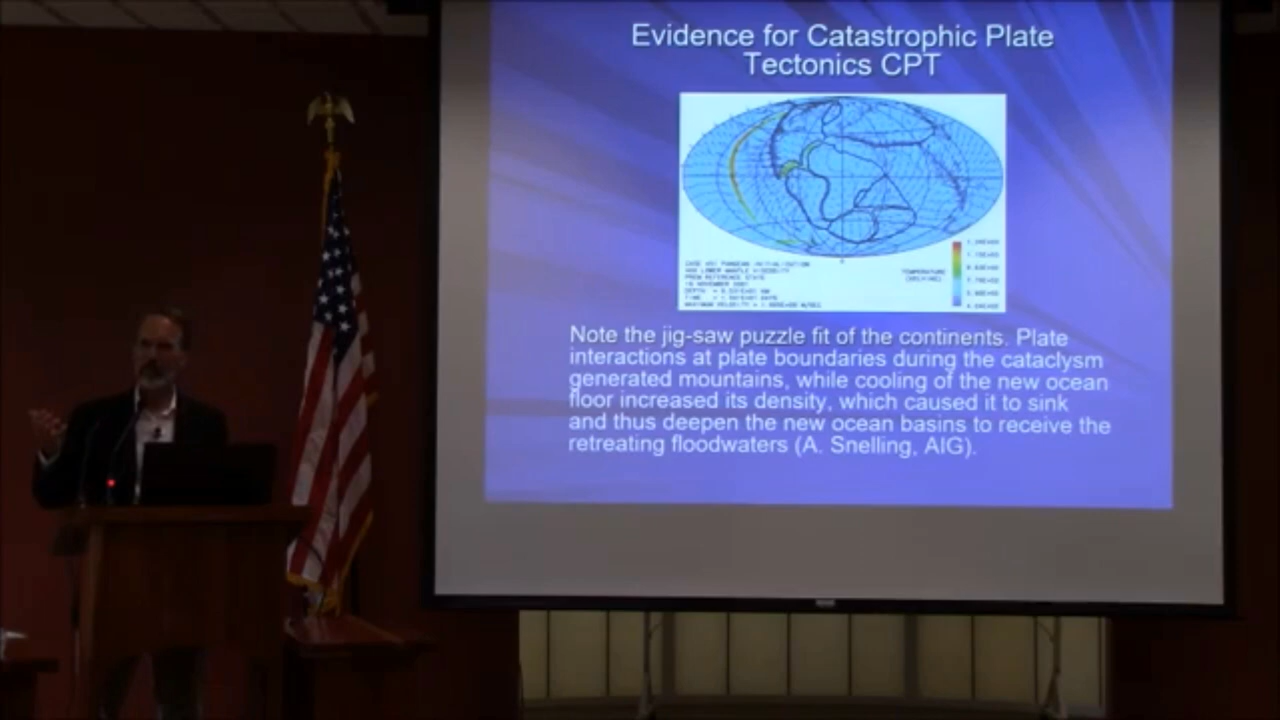 Evidence for Catastrophic Plate
Tectonics CPT
TEMPERATURE
Note the jig-saw puzzle fit of the continents. Plate
interactions at plate boundaries during the cataclysm
generated mountains, while cooling of the new ocean
floor increased its density, which caused it to sink
and thus deepen the new ocean basins to receive the
retreating floodwaters (A. Snelling, AIG).